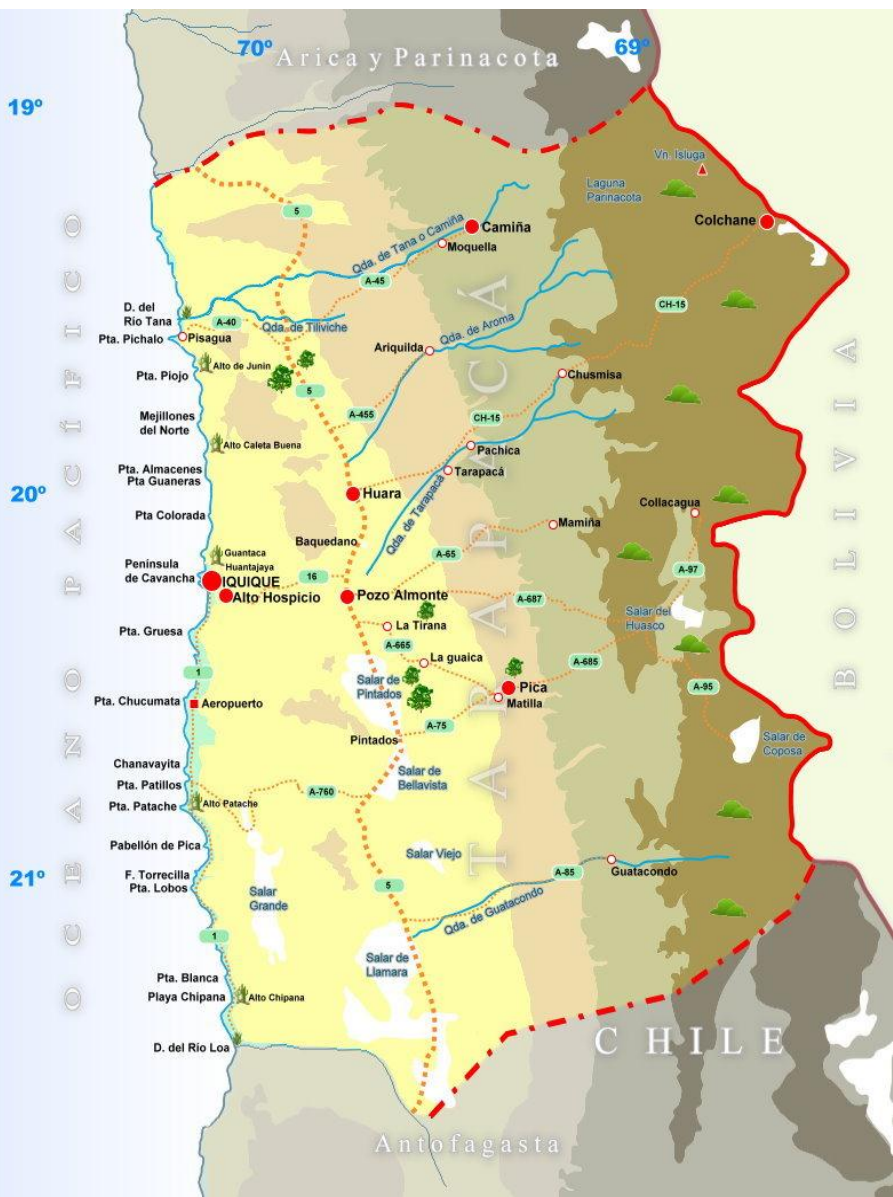 70º
69º
Arica y Parinacota
19º
Vn. Isluga
Laguna
Parinacota
5
Camiña
Colchane
Qda. de Tana o Camiña
Moquella
A-45
CH-15
D. del
Río Tana
A-40
Qda. de Tiliviche
Qda. de Aroma
Pta. Pichalo
Pisagua
Ariquilda
Alto de Junin
Pta. Piojo
Chusmisa
5
A-455
CH-15
Mejillones
del Norte
Alto Caleta Buena
Pachica
Pta. Almacenes
Pta Guaneras
Tarapacá
20º
Huara
Qda. de Tarapacá
Collacagua
Pta Colorada
Mamiña
Baquedano
Guantaca
Huantajaya
A-65
Península
de Cavancha
IQUIQUE
16
A-97
Alto Hospicio
Pozo Almonte
A-687
Salar del
Huasco
La Tirana
Pta. Gruesa
A-665
La guaica
A-685
1
Salar de
Pintados
Pica
A-95
Pta. Chucumata
Aeropuerto
Matilla
A-75
Pintados
Salar de
Coposa
Chanavayita
Salar de
Bellavista
Pta. Patillos
A-760
Pta. Patache
Alto Patache
Pabellón de Pica
Salar Viejo
21º
F. Torrecilla
Pta. Lobos
A-85
Guatacondo
Salar
Grande
5
Qda. de Guatacondo
1
Salar de
Llamara
Pta. Blanca
Playa Chipana
Alto Chipana
D. del Río Loa
CHILE
Antofagasta
OCEANO PACÍFICO
TARAPACÁ
BOLIVIA